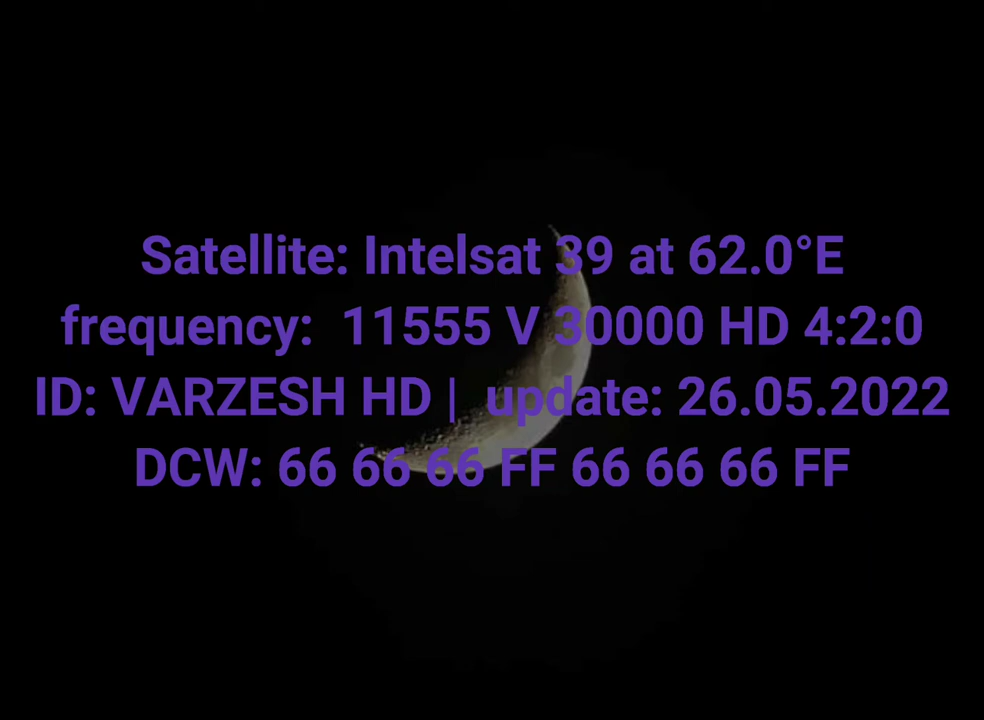 Satellite: Intelsat 39 at 62.0°E
frequency: 11555 V 30000 HD 4:2:0
ID: VARZESH HD | update: 26.05.2022
DCW: 66 66 66 FF 66 66 66 FF